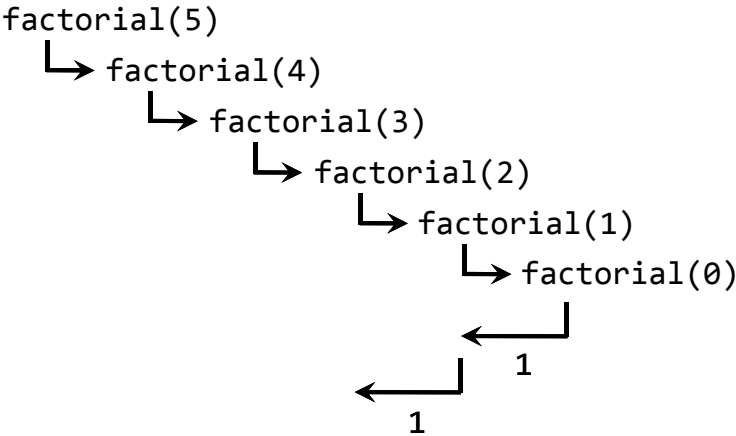 factorial(5)
factorial(4)
factorial(3)
factorial(2)
factorial(1)
factorial(0)
1
1